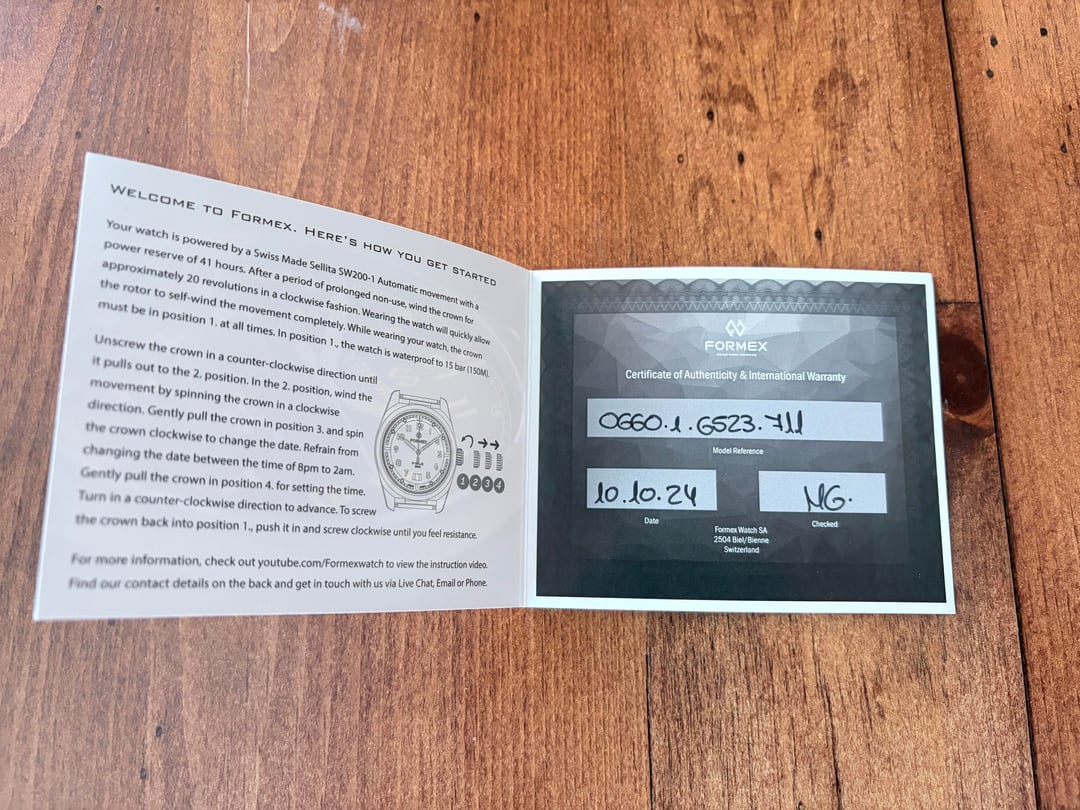 WELCOME TO FORMEX. HERE'S HOW YOU GET STARTED
Your watch is powered by a Swiss Made Sellita SW200-1 Automatic movement with a
power reserve of 41 hours. After a period of prolonged non-use, wind the crown for
approximately 20 revolutions in a clockwise fashion. Wearing the watch will quickly allow
the rotor to self-wind the movement completely. While wearing your watch, the crown
must be in position 1. at all times. In position 1., the watch is waterproof to 15 bar (150M).
Unscrew the crown in a counter-clockwise direction until
it pulls out to the 2. position. In the 2. position, wind the
movement by spinning the crown in a clockwise
direction. Gently pull the crown in position 3. and spin
the crown clockwise to change the date. Refrain from
changing the date between the time of 8pm to 2am.
Gently pull the crown in position 4. for setting the time.
Turn in a counter-clockwise direction to advance. To screw
the crown back into position 1., push it in and screw clockwise until you feel resistance.
1 2 3 4
For more information, check out youtube.com/Formexwatch to view the instruction video.
Find our contact details on the back and get in touch with us via Live Chat, Email or Phone.
FORMEX
Certificate of Authenticity & International Warranty
0660.1.6523.711
Model Reference
10.10.24
Date
MG.
Checked
Formex Watch SA
2504 Biel/Bienne
Switzerland